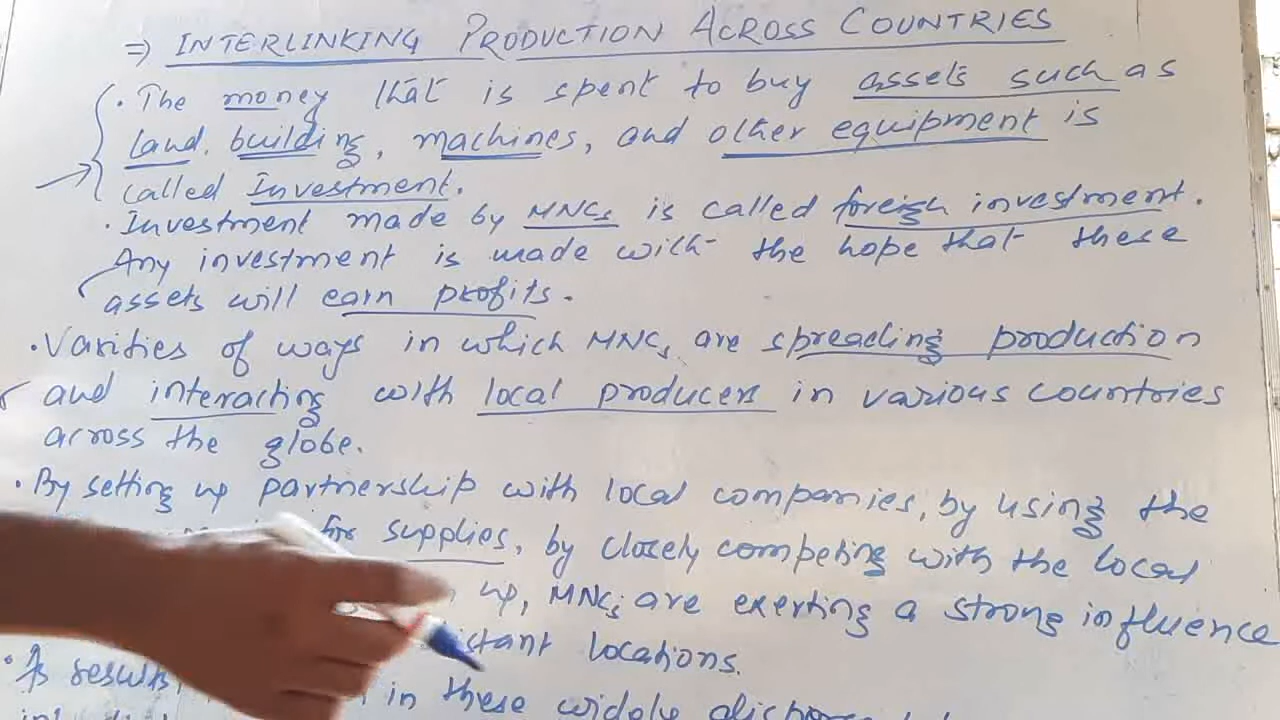 ⇒ INTERLINKING PRODUCTION ACROSS COUNTRIES
• The money that is spent to buy assets such as
land, building, machines, and other equipment is
called Investment.
• Investment made by MNCs is called foreign investment.
Any investment is made with the hope that these
assets will earn profits.
• Varities of ways in which MNCs are spreading production
and interacting with local producers in various countries
across the globe.
• By setting up partnership with local companies, by using the
for supplies, by closely competing with the local
up, MNCs are exerting a strong influence
locations.
• As results, in these widely